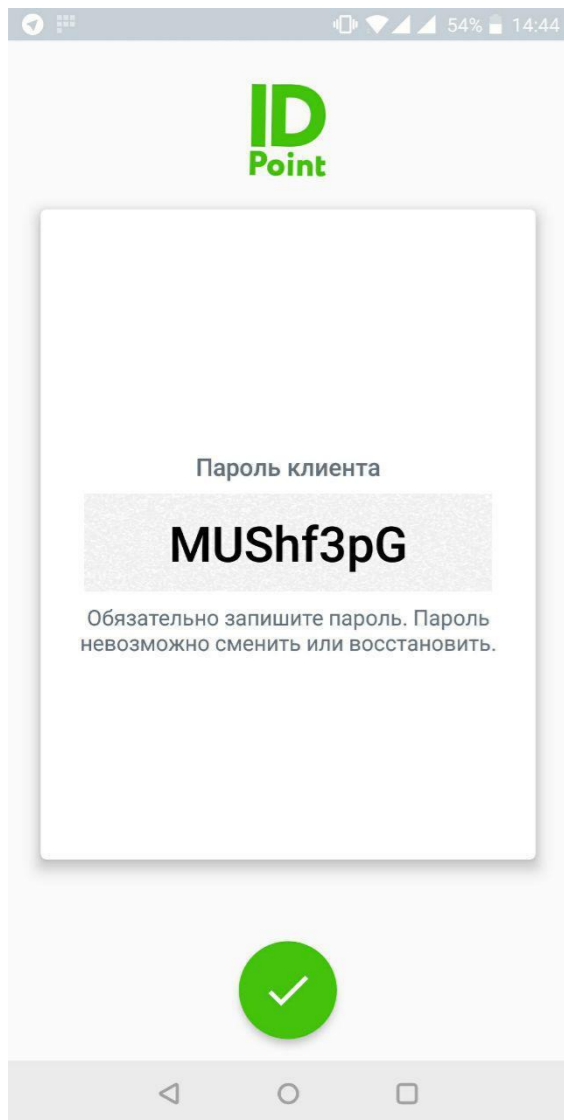 54% 14:44
ID
Point
Пароль клиента
MUShf3pG
Обязательно запишите пароль. Пароль
невозможно сменить или восстановить.